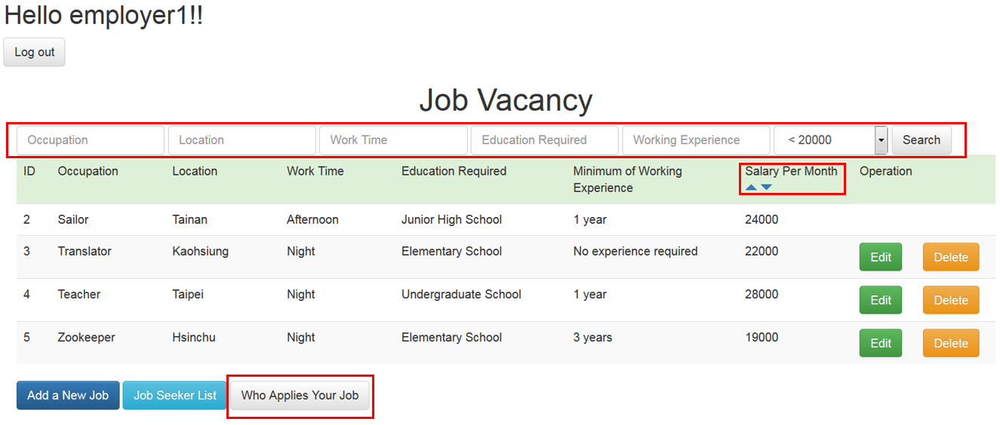 Hello employer1!!
Log out
Job Vacancy
Occupation Location Work Time Education Required Working Experience < 20000 Search
ID Occupation Location Work Time Education Required Minimum of Working Salary Per Month Operation
Experience
2 Sailor Tainan Afternoon Junior High School 1 year 24000
3 Translator Kaohsiung Night Elementary School No experience required 22000 Edit Delete
4 Teacher Taipei Night Undergraduate School 1 year 28000 Edit Delete
5 Zookeeper Hsinchu Night Elementary School 3 years 19000 Edit Delete
Add a New Job Job Seeker List Who Applies Your Job